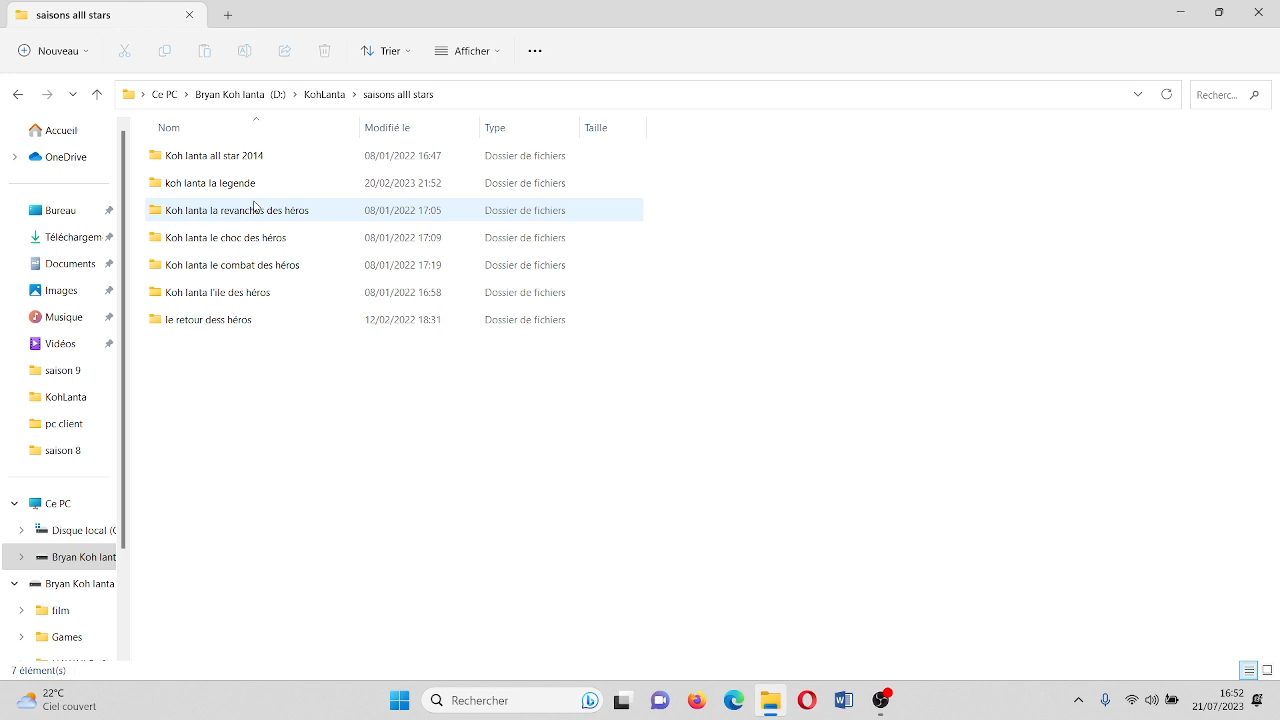 saisons alll stars
Nouveau
Trier
Afficher
Ce PC > Bryan Koh lanta (D:) > KohLanta > saisons alll stars
Recherc...
Accueil
OneDrive
Bureau
Téléchargem
Documents
Images
Musique
Vidéos
saison 9
KohLanta
pc client
saison 8
Ce PC
Disque local (C
Bryan Koh lant
Bryan Koh lanta
film
Games
Nom Modifié le Type Taille
Koh lanta all star 2014 08/01/2022 16:47 Dossier de fichiers
koh lanta la legende 20/02/2023 21:52 Dossier de fichiers
Koh lanta la revanche des héros 08/01/2022 17:05 Dossier de fichiers
Koh lanta le choc des héros 08/01/2022 17:09 Dossier de fichiers
Koh lanta le combat des héros 08/01/2022 17:19 Dossier de fichiers
Koh lanta l'ile des héros 08/01/2022 16:58 Dossier de fichiers
le retour dess héros 12/02/2022 18:31 Dossier de fichiers
7 élément(s)
22°C
Ciel couvert
Rechercher
16:52
21/07/2023